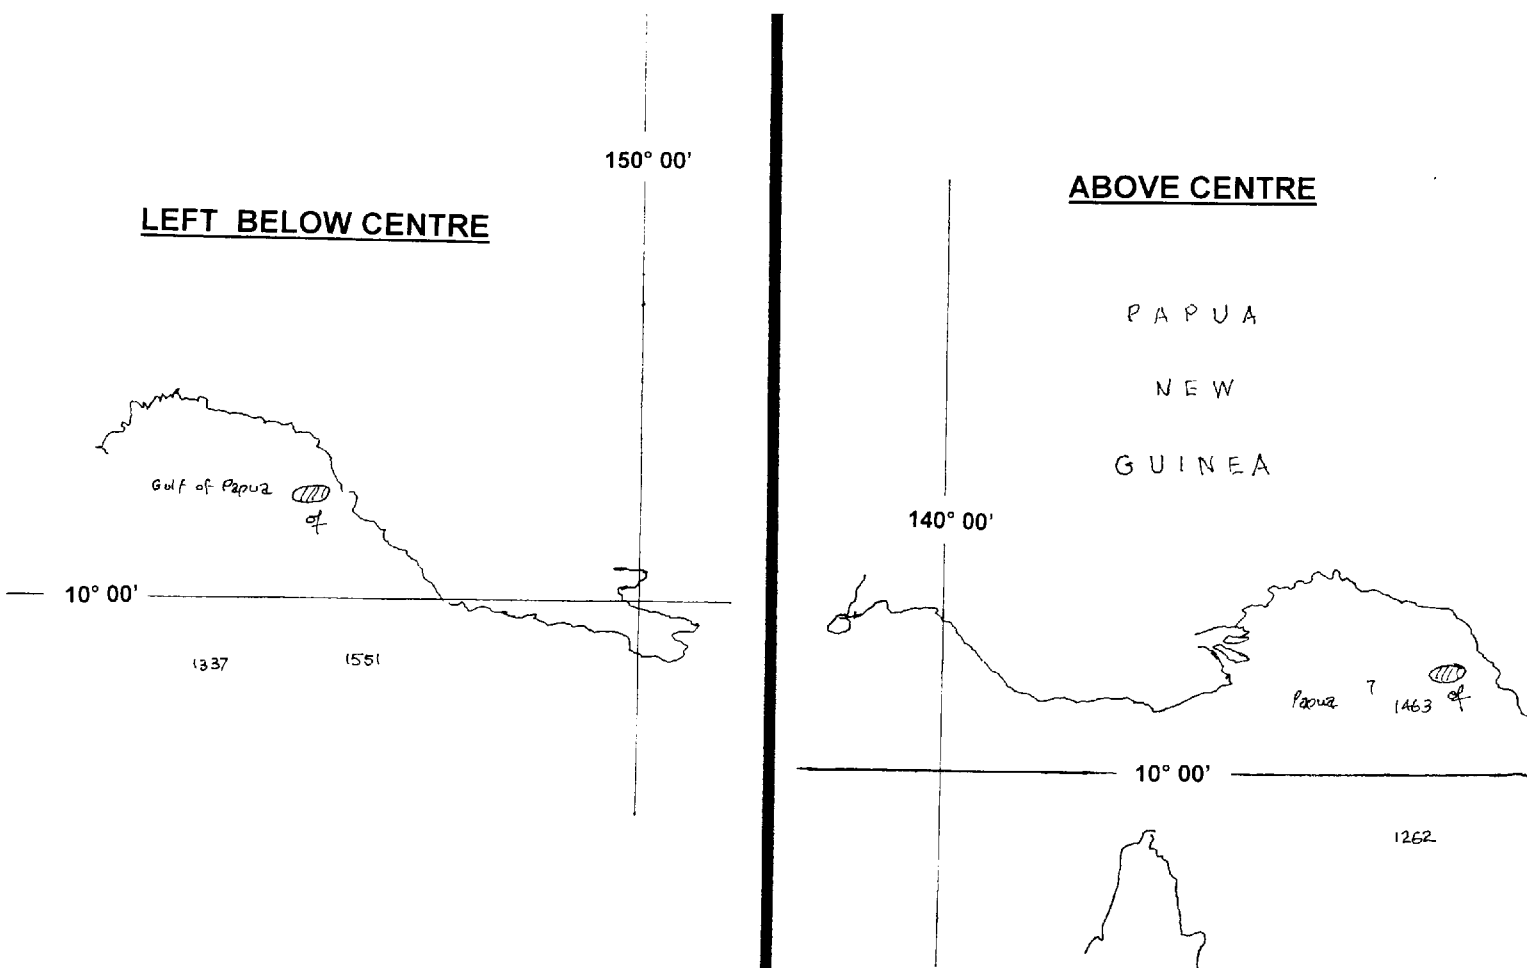 LEFT BELOW CENTRE
150° 00'
Gulf of Papua
10° 00'
1337
1551
ABOVE CENTRE
PAPUA
NEW
GUINEA
140° 00'
Papua
7
1463
10° 00'
1262